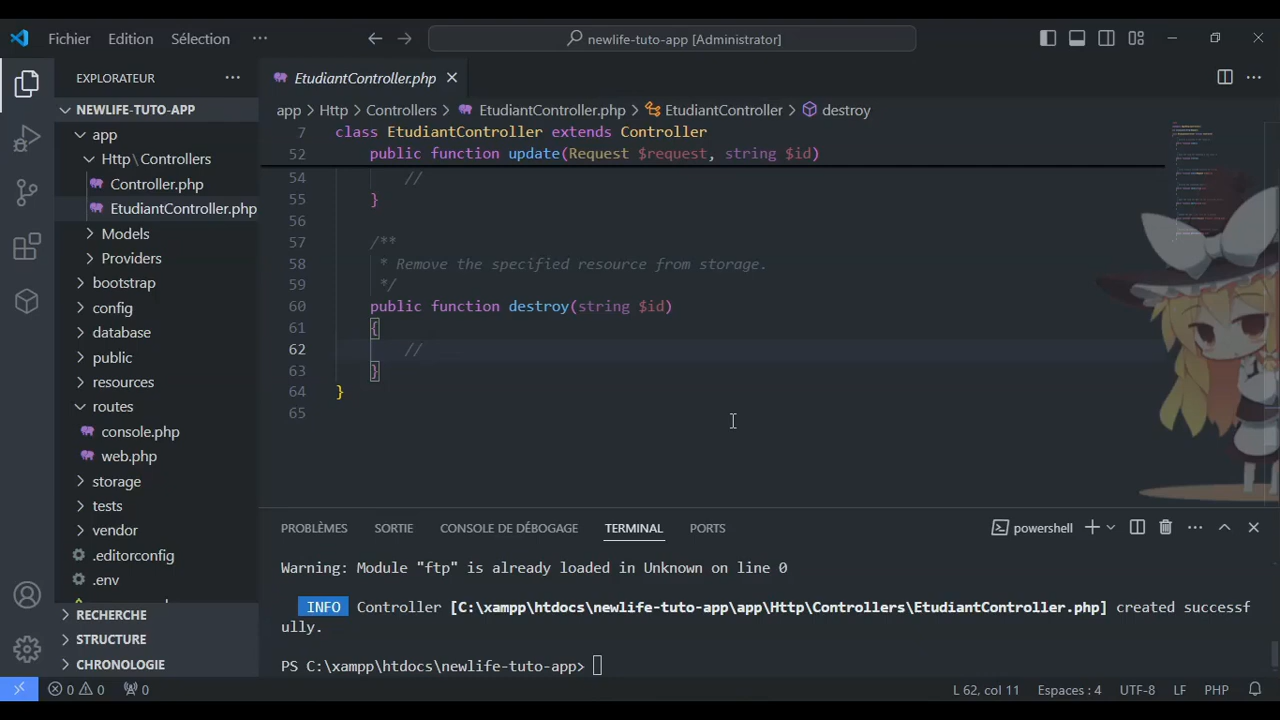 Fichier Edition Sélection ··· newlife-tuto-app [Administrator]
EXPLORATEUR ···
NEWLIFE-TUTO-APP
app
Http\Controllers
Controller.php
EtudiantController.php
Models
Providers
bootstrap
config
database
public
resources
routes
console.php
web.php
storage
tests
vendor
.editorconfig
.env
RECHERCHE
STRUCTURE
CHRONOLOGIE
EtudiantController.php
app > Http > Controllers > EtudiantController.php > EtudiantController > destroy
7 class EtudiantController extends Controller
52 public function update(Request $request, string $id)
54 //
55 }
56
57 /**
58 * Remove the specified resource from storage.
59 */
60 public function destroy(string $id)
61 {
62 //
63 }
64 }
65
PROBLÈMES SORTIE CONSOLE DE DÉBOGAGE TERMINAL PORTS powershell
Warning: Module "ftp" is already loaded in Unknown on line 0
INFO Controller [C:\xampp\htdocs\newlife-tuto-app\app\Http\Controllers\EtudiantController.php] created successf
ully.
PS C:\xampp\htdocs\newlife-tuto-app>
0 0 0 L 62, col 11 Espaces : 4 UTF-8 LF PHP